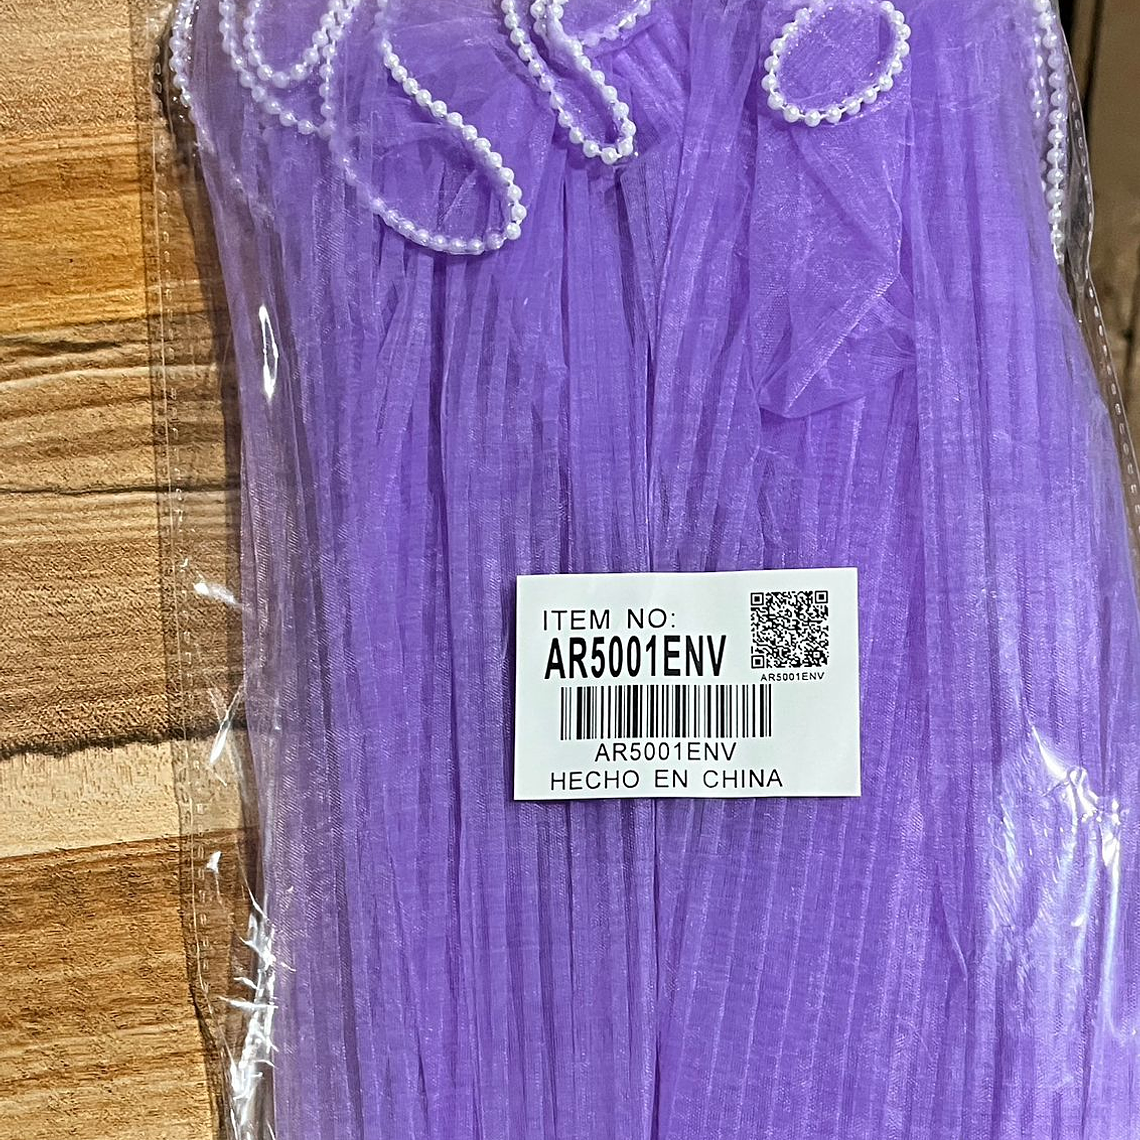 ITEM NO:
AR5001ENV
AR5001ENV
AR5001ENV
HECHO EN CHINA